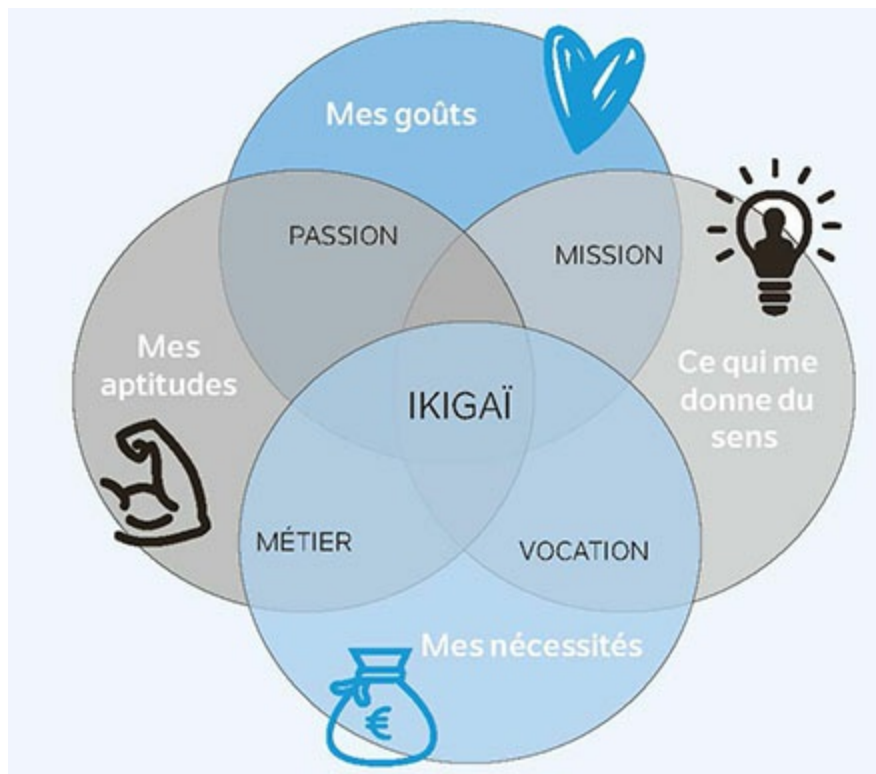 Mes goûts
PASSION
MISSION
Mes
aptitudes
Ce qui me
donne du
sens
IKIGAÏ
MÉTIER
VOCATION
Mes nécessités
€